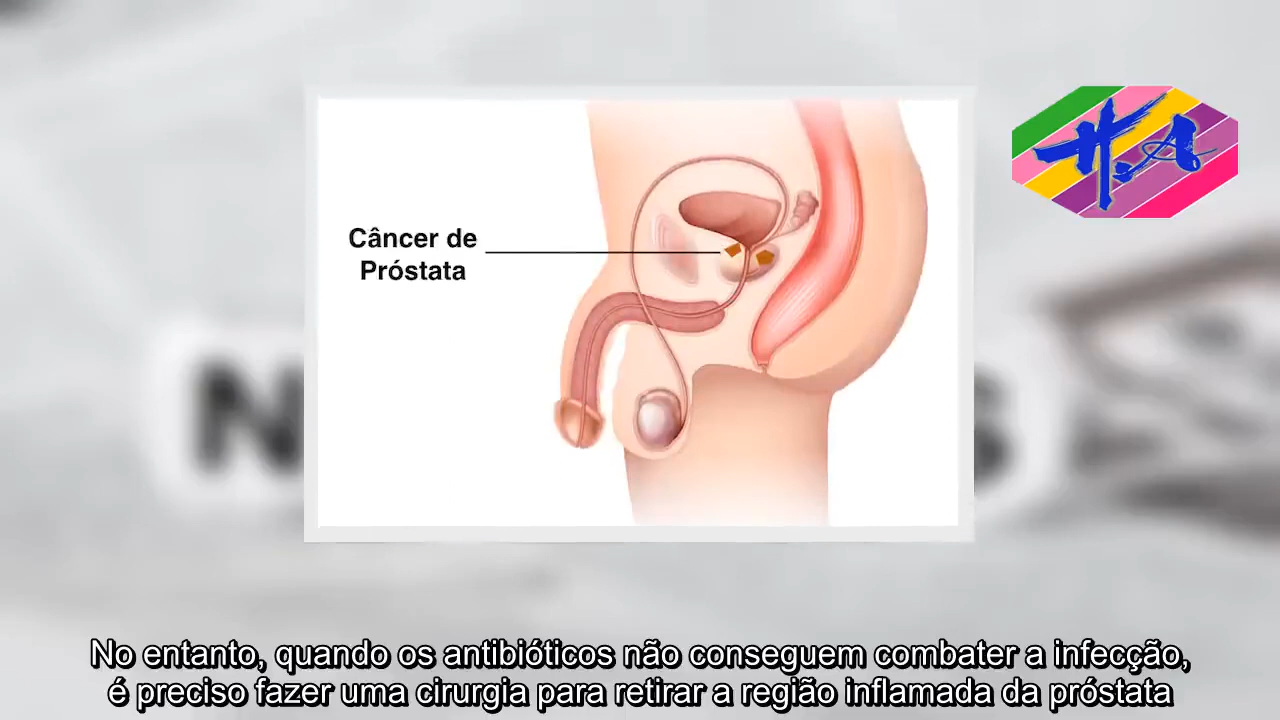 Câncer de
Próstata
H.A
N
S
No entanto, quando os antibióticos não conseguem combater a infecção,
é preciso fazer uma cirurgia para retirar a região inflamada da próstata